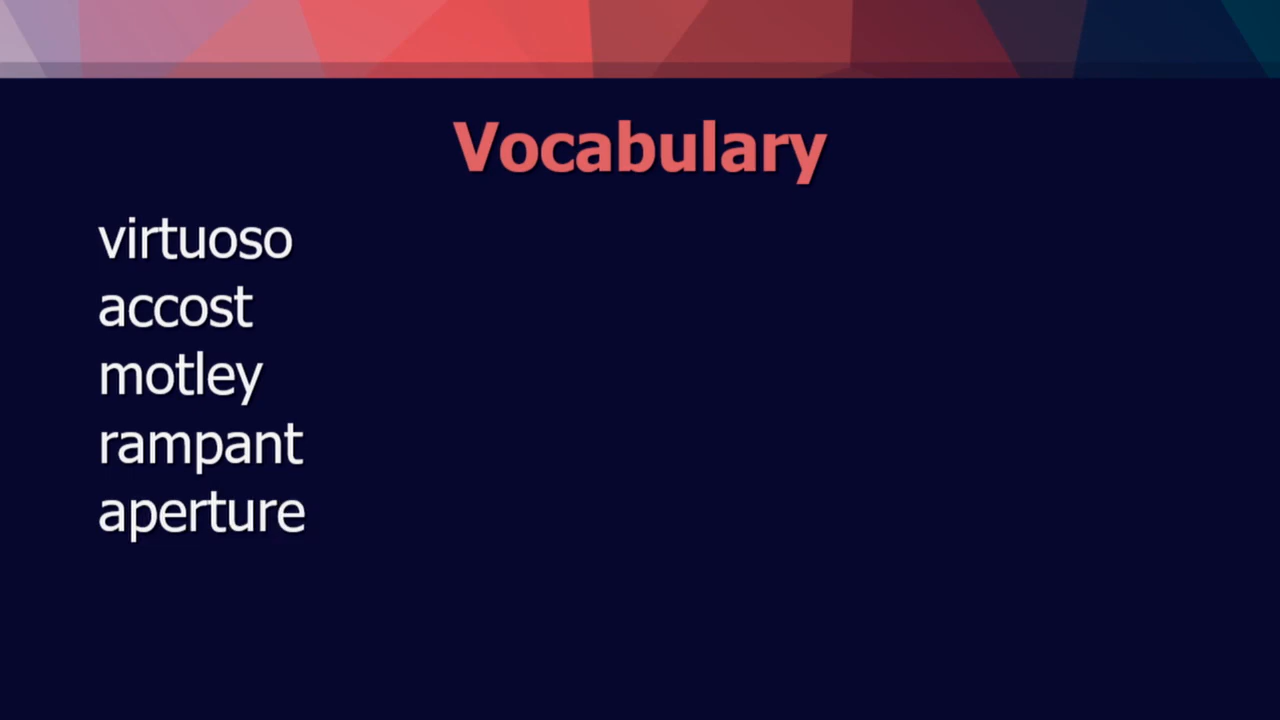 Vocabulary
virtuoso
accost
motley
rampant
aperture